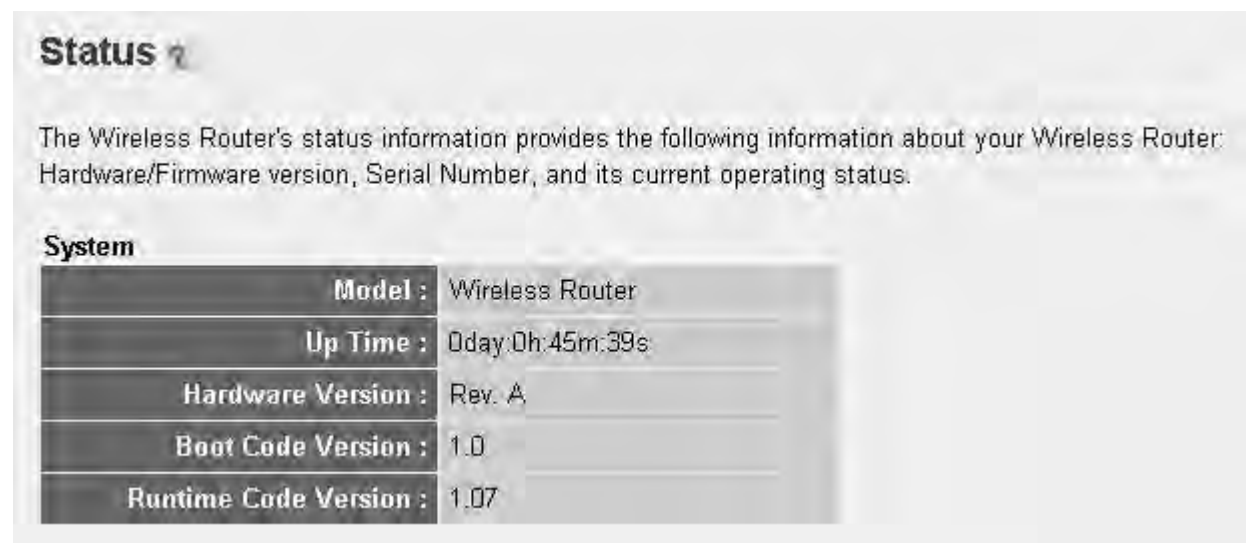 Status ?
The Wireless Router's status information provides the following information about your Wireless Router:
Hardware/Firmware version, Serial Number, and its current operating status.
System
Model : Wireless Router
Up Time : 0day:0h:45m:39s
Hardware Version : Rev. A
Boot Code Version : 1.0
Runtime Code Version : 1.07